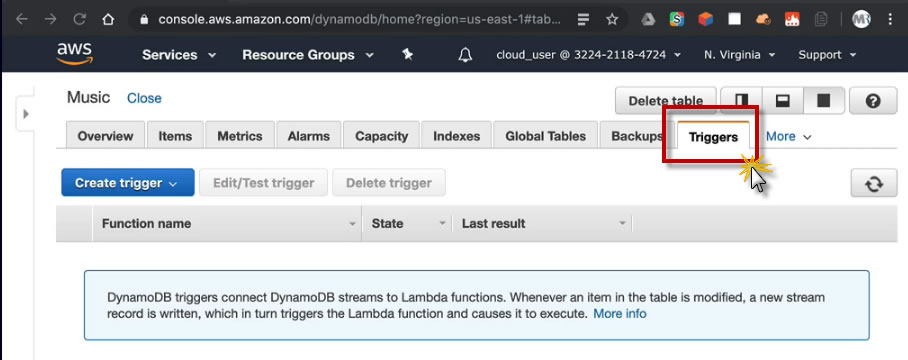 console.aws.amazon.com/dynamodb/home?region=us-east-1#tab...
aws Services Resource Groups cloud_user @ 3224-2118-4724 N. Virginia Support
Music Close Delete table
Overview Items Metrics Alarms Capacity Indexes Global Tables Backups Triggers More
Create trigger Edit/Test trigger Delete trigger
Function name State Last result
DynamoDB triggers connect DynamoDB streams to Lambda functions. Whenever an item in the table is modified, a new stream
record is written, which in turn triggers the Lambda function and causes it to execute. More info